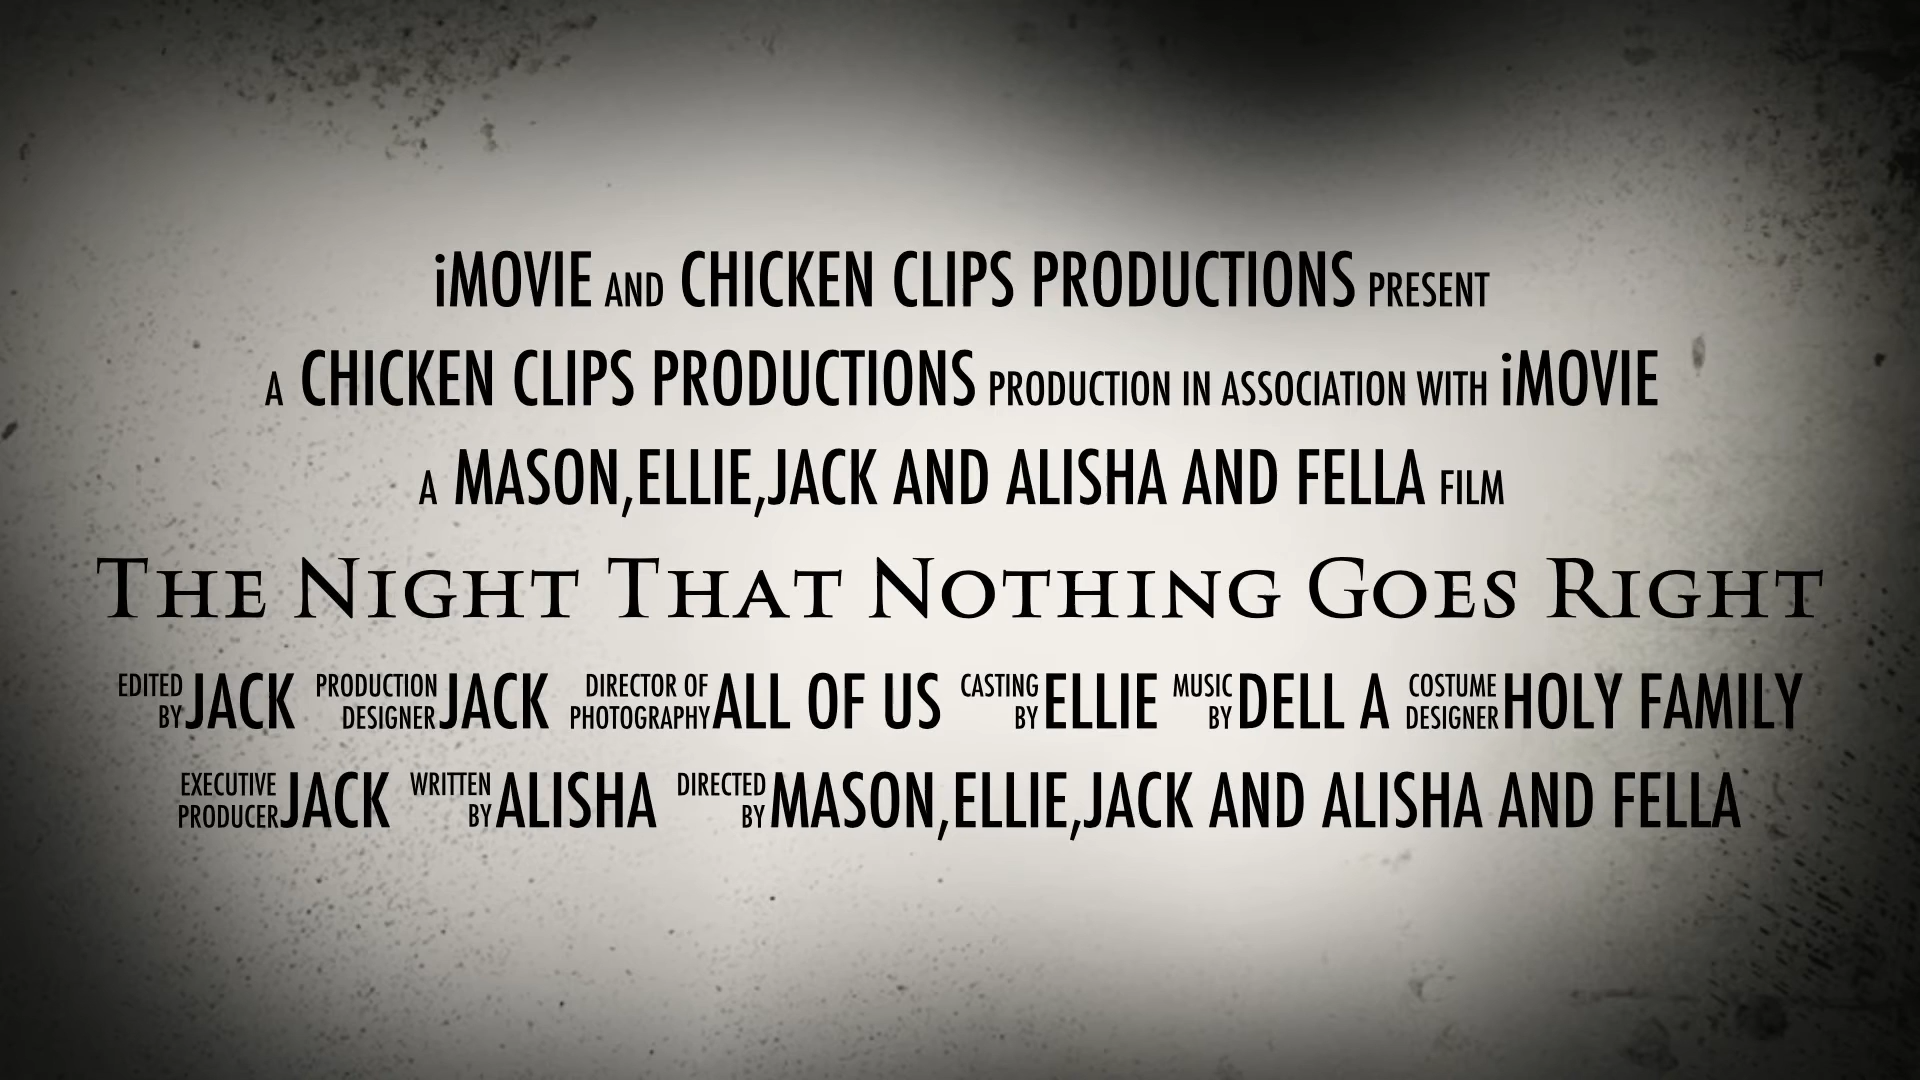 iMOVIE AND CHICKEN CLIPS PRODUCTIONS PRESENT
A CHICKEN CLIPS PRODUCTIONS PRODUCTION IN ASSOCIATION WITH iMOVIE
A MASON,ELLIE,JACK AND ALISHA AND FELLA FILM
THE NIGHT THAT NOTHING GOES RIGHT
EDITED BY JACK PRODUCTION DESIGNER JACK DIRECTOR OF PHOTOGRAPHY ALL OF US CASTING BY ELLIE MUSIC BY DELL A COSTUME DESIGNER HOLY FAMILY
EXECUTIVE PRODUCER JACK WRITTEN BY ALISHA DIRECTED BY MASON,ELLIE,JACK AND ALISHA AND FELLA